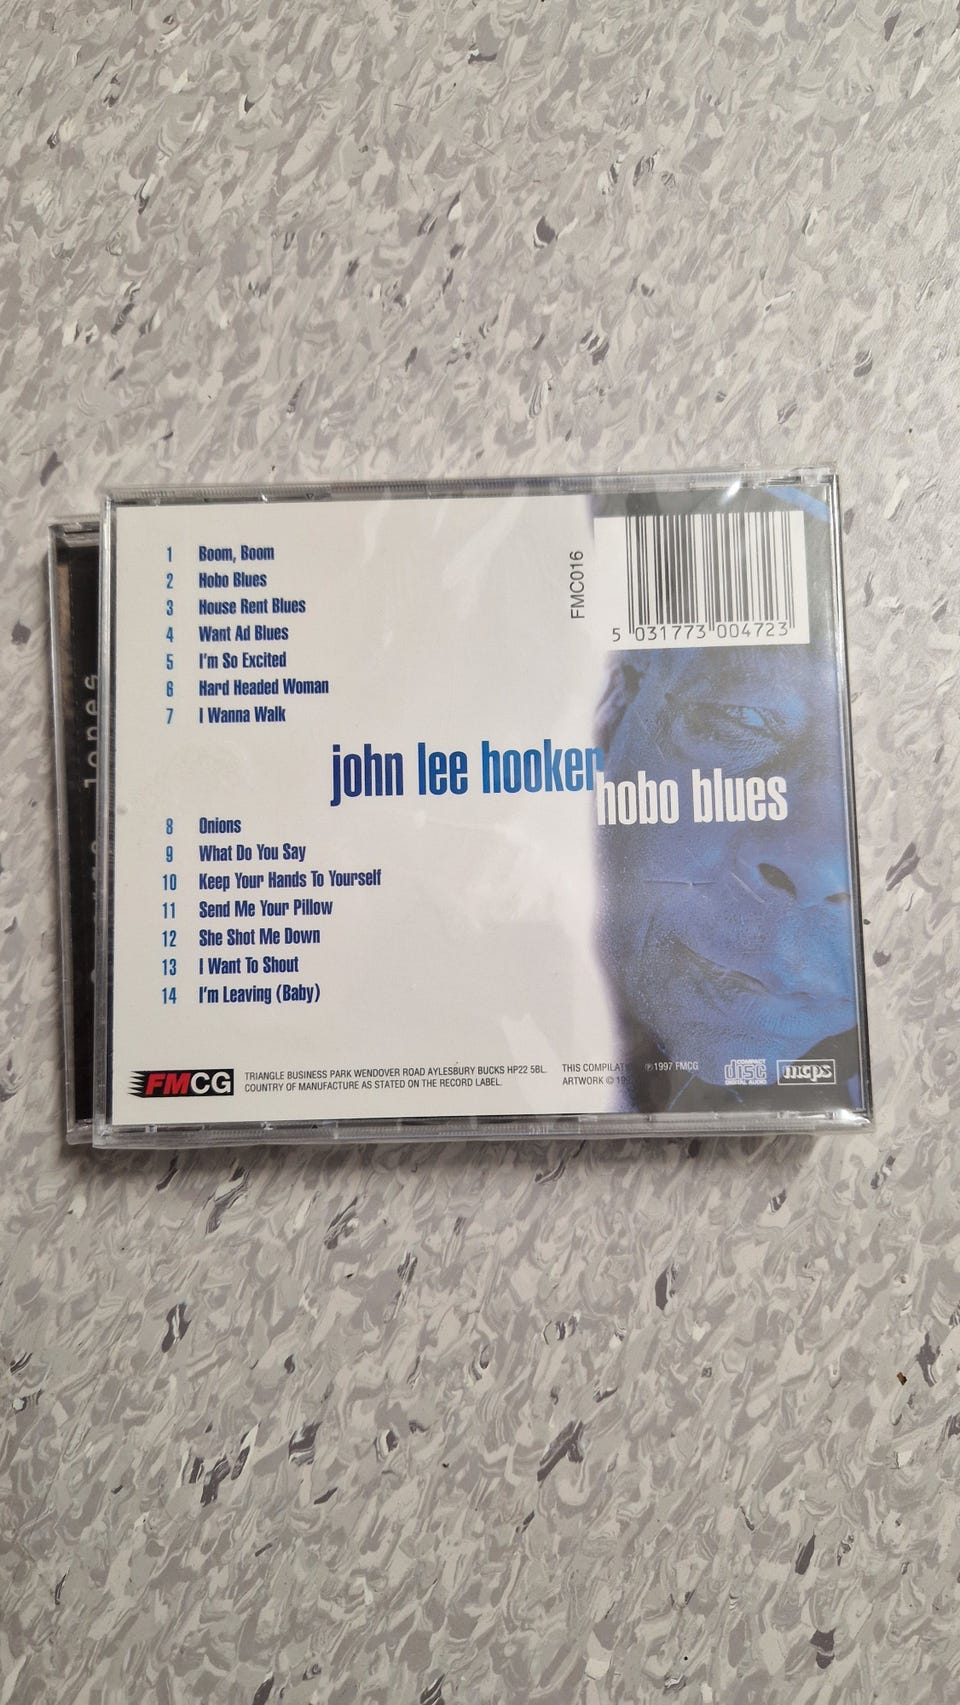 1 Boom, Boom
2 Hobo Blues
3 House Rent Blues
4 Want Ad Blues
5 I'm So Excited
6 Hard Headed Woman
7 I Wanna Walk
FMC016
5 031773 004723
john lee hooker
hobo blues
8 Onions
9 What Do You Say
10 Keep Your Hands To Yourself
11 Send Me Your Pillow
12 She Shot Me Down
13 I Want To Shout
14 I'm Leaving (Baby)
jones
FMCG
TRIANGLE BUSINESS PARK WENDOVER ROAD AYLESBURY BUCKS HP22 5BL.
COUNTRY OF MANUFACTURE AS STATED ON THE RECORD LABEL.
THIS ℗1997 FMCG
ARTWORK ©
COMPACT
disc
DIGITAL AUDIO
mcps